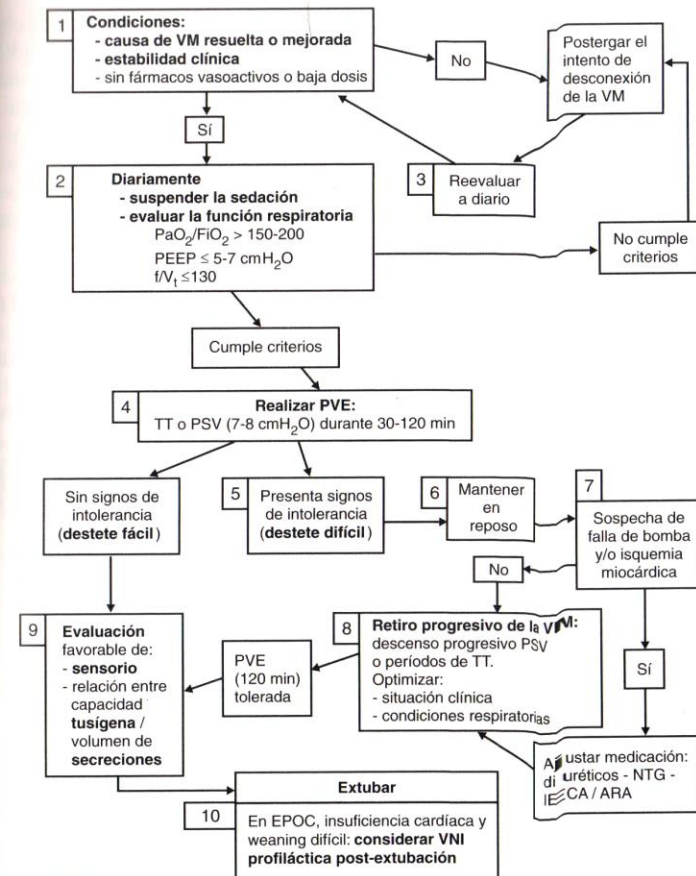 1
Condiciones:
- causa de VM resuelta o mejorada
- estabilidad clínica
- sin fármacos vasoactivos o baja dosis
No
Postergar el
intento de
desconexión
de la VM
Sí
2
Diariamente
- suspender la sedación
- evaluar la función respiratoria
PaO2/FiO2 > 150-200
PEEP ≤ 5-7 cmH2O
f/Vt ≤130
3
Reevaluar
a diario
No cumple
criterios
Cumple criterios
4
Realizar PVE:
TT o PSV (7-8 cmH2O) durante 30-120 min
Sin signos de
intolerancia
(destete fácil)
5
Presenta signos
de intolerancia
(destete difícil)
6
Mantener
en
reposo
7
Sospecha de
falla de bomba
y/o isquemia
miocárdica
No
Sí
8
Retiro progresivo de la VM:
descenso progresivo PSV
o períodos de TT.
Optimizar:
- situación clínica
- condiciones respiratorias
Ajustar medicación:
diuréticos - NTG -
IECA / ARA
PVE
(120 min)
tolerada
9
Evaluación
favorable de:
- sensorio
- relación entre
capacidad
tusígena /
volumen de
secreciones
10
Extubar
En EPOC, insuficiencia cardíaca y
weaning difícil: considerar VNI
profiláctica post-extubación